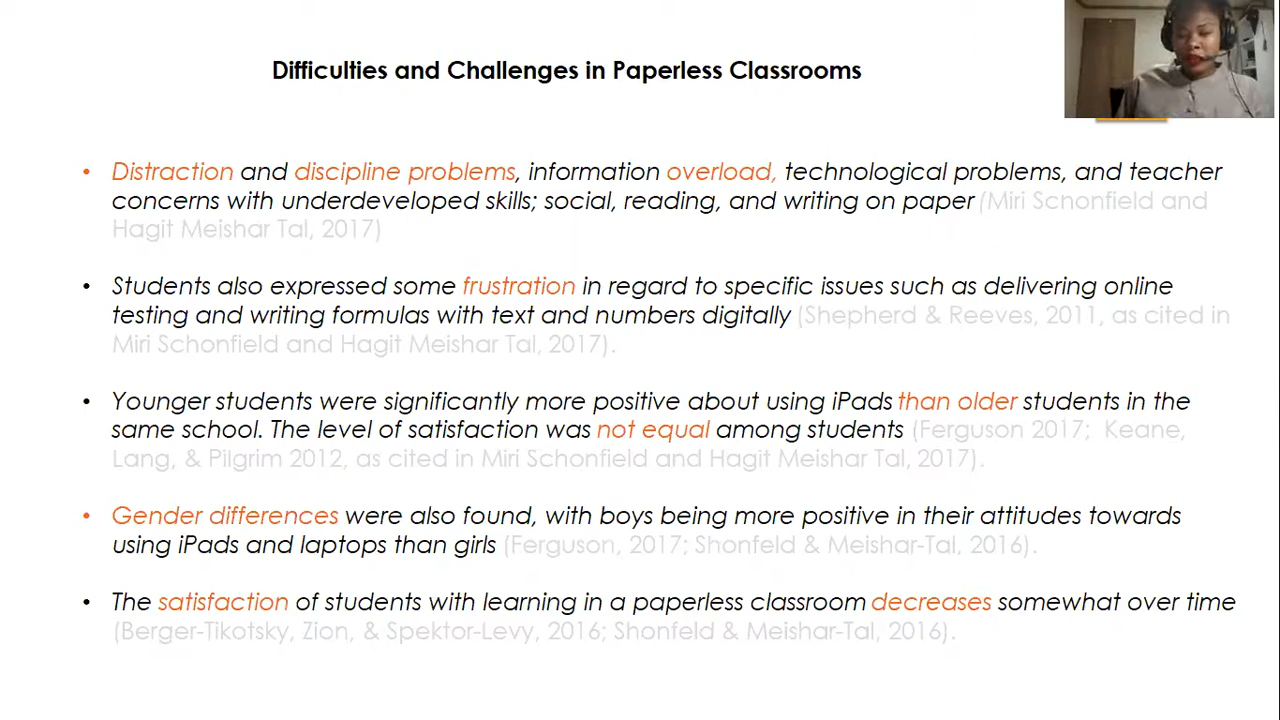 Difficulties and Challenges in Paperless Classrooms
• Distraction and discipline problems, information overload, technological problems, and teacher
concerns with underdeveloped skills; social, reading, and writing on paper (Miri Schonfield and
Hagit Meishar Tal, 2017)
• Students also expressed some frustration in regard to specific issues such as delivering online
testing and writing formulas with text and numbers digitally (Shepherd & Reeves, 2011, as cited in
Miri Schonfield and Hagit Meishar Tal, 2017).
• Younger students were significantly more positive about using iPads than older students in the
same school. The level of satisfaction was not equal among students (Ferguson 2017; Keane,
Lang, & Pilgrim 2012, as cited in Miri Schonfield and Hagit Meishar Tal, 2017).
• Gender differences were also found, with boys being more positive in their attitudes towards
using iPads and laptops than girls (Ferguson, 2017; Shonfeld & Meishar-Tal, 2016).
• The satisfaction of students with learning in a paperless classroom decreases somewhat over time
(Berger-Tikotsky, Zion, & Spektor-Levy, 2016; Shonfeld & Meishar-Tal, 2016).